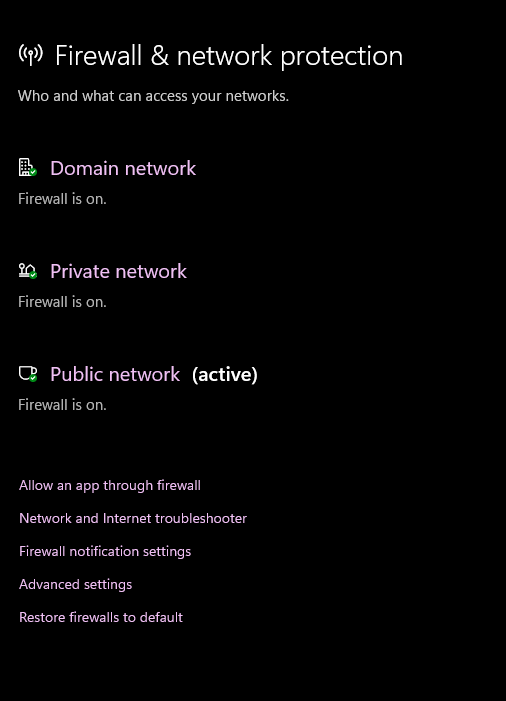 Firewall & network protection
Who and what can access your networks.
Domain network
Firewall is on.
Private network
Firewall is on.
Public network (active)
Firewall is on.
Allow an app through firewall
Network and Internet troubleshooter
Firewall notification settings
Advanced settings
Restore firewalls to default